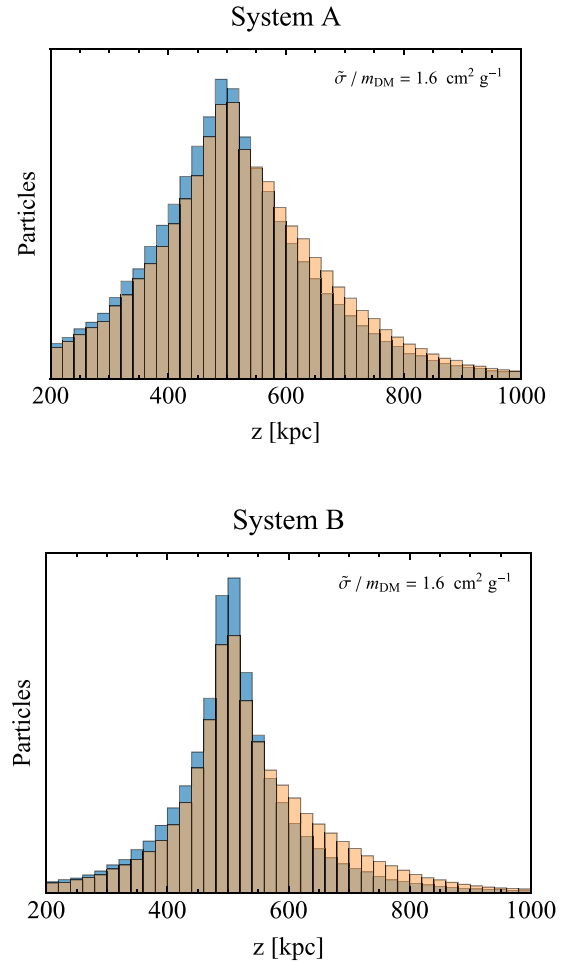 System A
σ̃ / m_DM = 1.6 cm² g⁻¹
Particles
200 400 600 800 1000
z [kpc]
System B
σ̃ / m_DM = 1.6 cm² g⁻¹
Particles
200 400 600 800 1000
z [kpc]